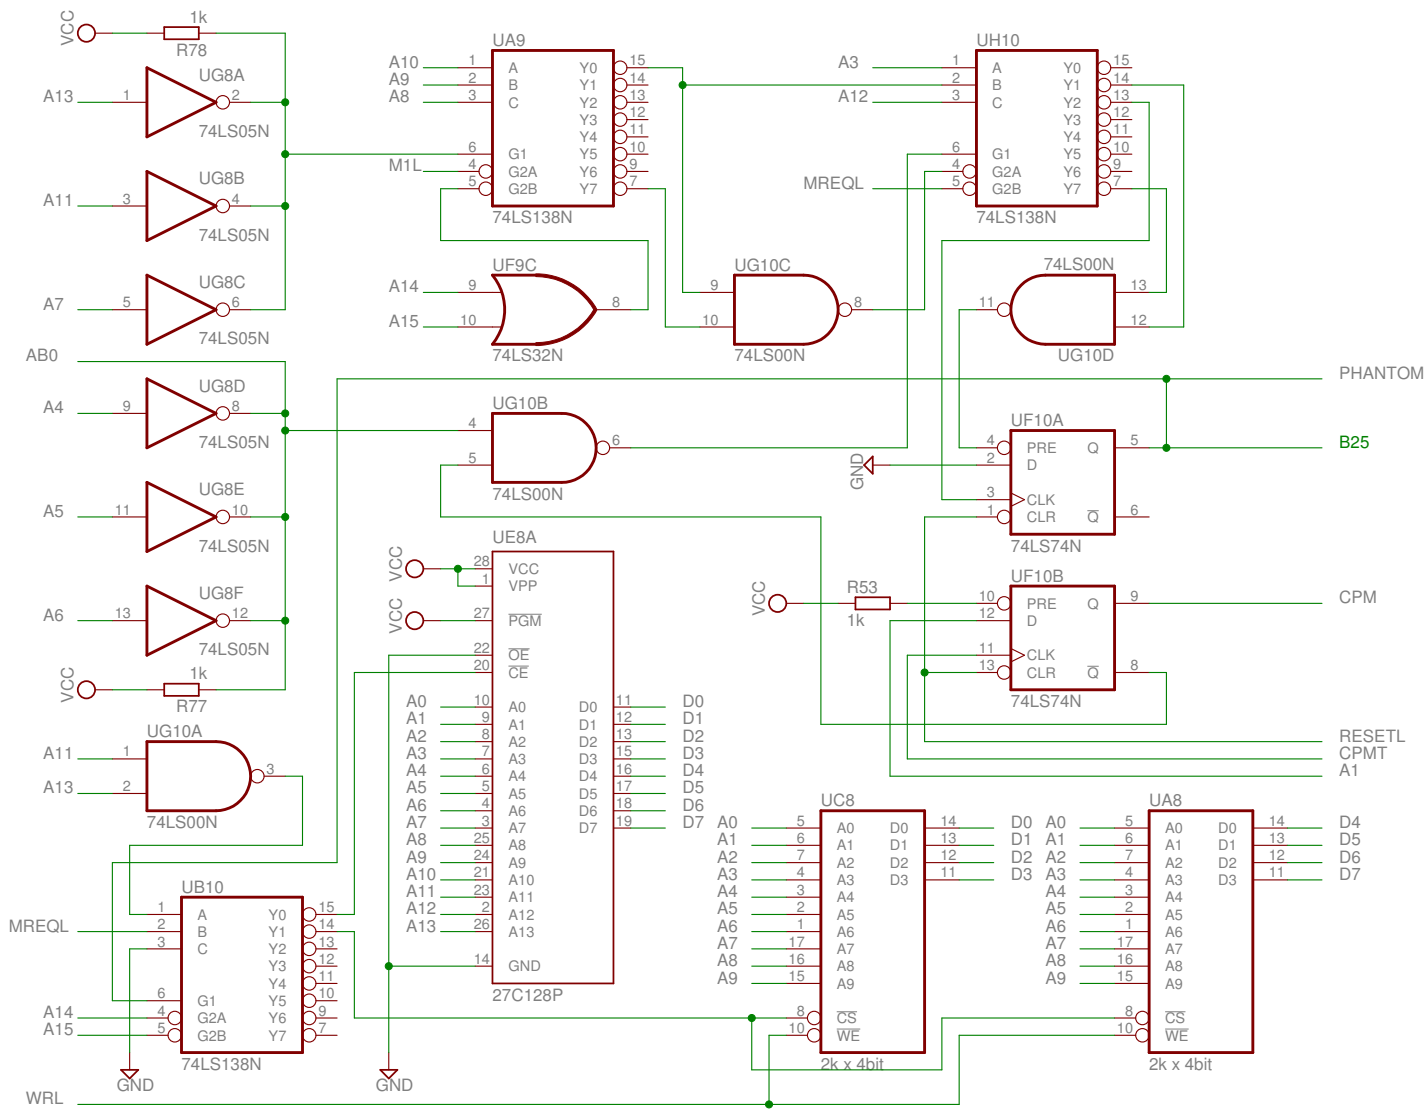 VCC 1k R78
A13 1 UG8A 2 74LS05N
A11 3 UG8B 4 74LS05N
A7 5 UG8C 6 74LS05N
AB0
A4 9 UG8D 8 74LS05N
A5 11 UG8E 10 74LS05N
A6 13 UG8F 12 74LS05N
VCC 1k R77
UG10A
A11 1 3
A13 2
74LS00N
UA9
A10 1 A Y0 15
A9 2 B Y1 14
A8 3 C Y2 13
Y3 12
Y4 11
6 G1 Y5 10
M1L 4 G2A Y6 9
5 G2B Y7 7
74LS138N
UH10
A3 1 A Y0 15
2 B Y1 14
A12 3 C Y2 13
Y3 12
Y4 11
6 G1 Y5 10
4 G2A Y6 9
MREQL 5 G2B Y7 7
74LS138N
UF9C
A14 9 8
A15 10
74LS32N
UG10C
9 8
10
74LS00N
74LS00N
11 13
12
UG10D
PHANTOM
UG10B
4 6
5
74LS00N
UF10A
4 PRE Q 5 B25
GND 2 D
3 CLK
1 CLR Q 6
74LS74N
UF10B
VCC R53 1k 10 PRE Q 9 CPM
12 D
11 CLK
13 CLR Q 8
74LS74N
RESETL
CPMT
A1
UE8A
VCC 28 VCC
1 VPP
VCC 27 PGM
22 OE
20 CE
A0 10 A0 D0 11 D0
A1 9 A1 D1 12 D1
A2 8 A2 D2 13 D2
A3 7 A3 D3 15 D3
A4 6 A4 D4 16 D4
A5 5 A5 D5 17 D5
A6 4 A6 D6 18 D6
A7 3 A7 D7 19 D7
A8 25 A8
A9 24 A9
A10 21 A10
A11 23 A11
A12 2 A12
A13 26 A13
14 GND
27C128P
GND
UB10
1 A Y0 15
MREQL 2 B Y1 14
3 C Y2 13
Y3 12
Y4 11
6 G1 Y5 10
A14 4 G2A Y6 9
A15 5 G2B Y7 7
74LS138N
GND
WRL
UC8
A0 5 A0 D0 14 D0
A1 6 A1 D1 13 D1
A2 7 A2 D2 12 D2
A3 4 A3 D3 11 D3
A4 3 A4
A5 2 A5
A6 1 A6
A7 17 A7
A8 16 A8
A9 15 A9
8 CS
10 WE
2k x 4bit
UA8
A0 5 A0 D0 14 D4
A1 6 A1 D1 13 D5
A2 7 A2 D2 12 D6
A3 4 A3 D3 11 D7
A4 3 A4
A5 2 A5
A6 1 A6
A7 17 A7
A8 16 A8
A9 15 A9
8 CS
10 WE
2k x 4bit